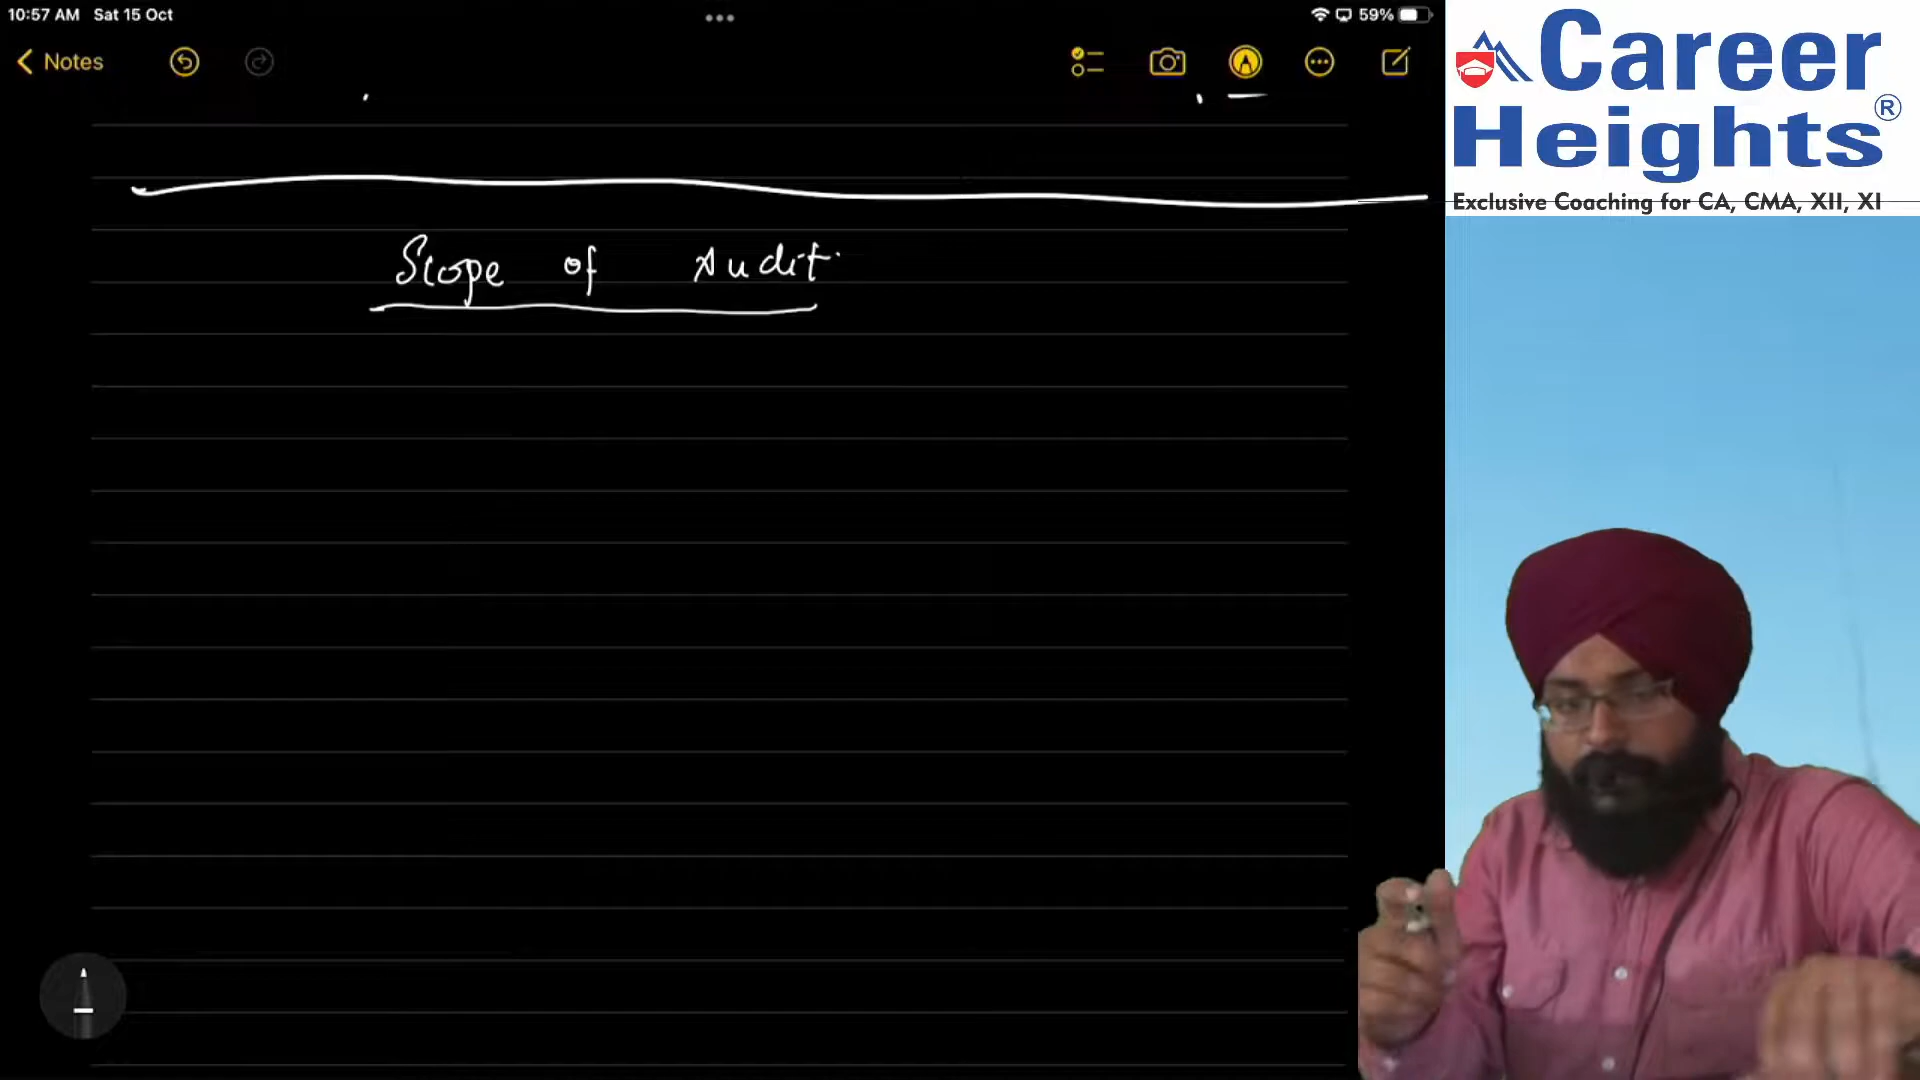 10:57 AM Sat 15 Oct
59%
Notes
Career
Heights®
Exclusive Coaching for CA, CMA, XII, XI
Scope of Audit